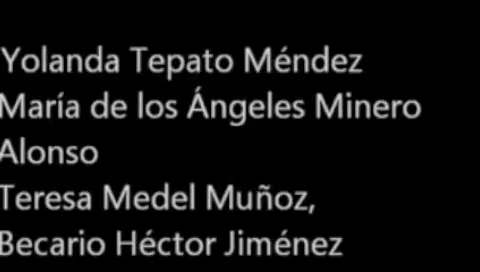 Yolanda Tepato Méndez
María de los Ángeles Minero
Alonso
Teresa Medel Muñoz,
Becario Héctor Jiménez